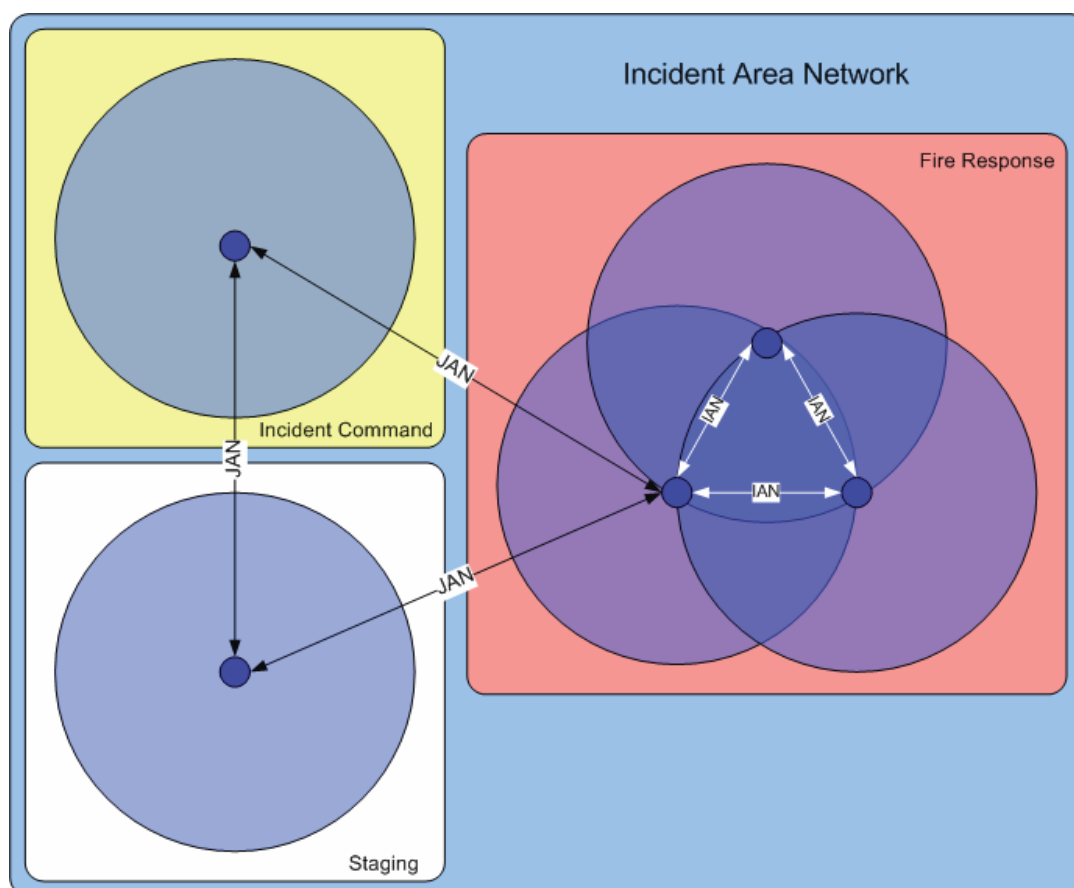 Incident Area Network
Fire Response
JAN
IAN
IAN
Incident Command
JAN
IAN
JAN
Staging